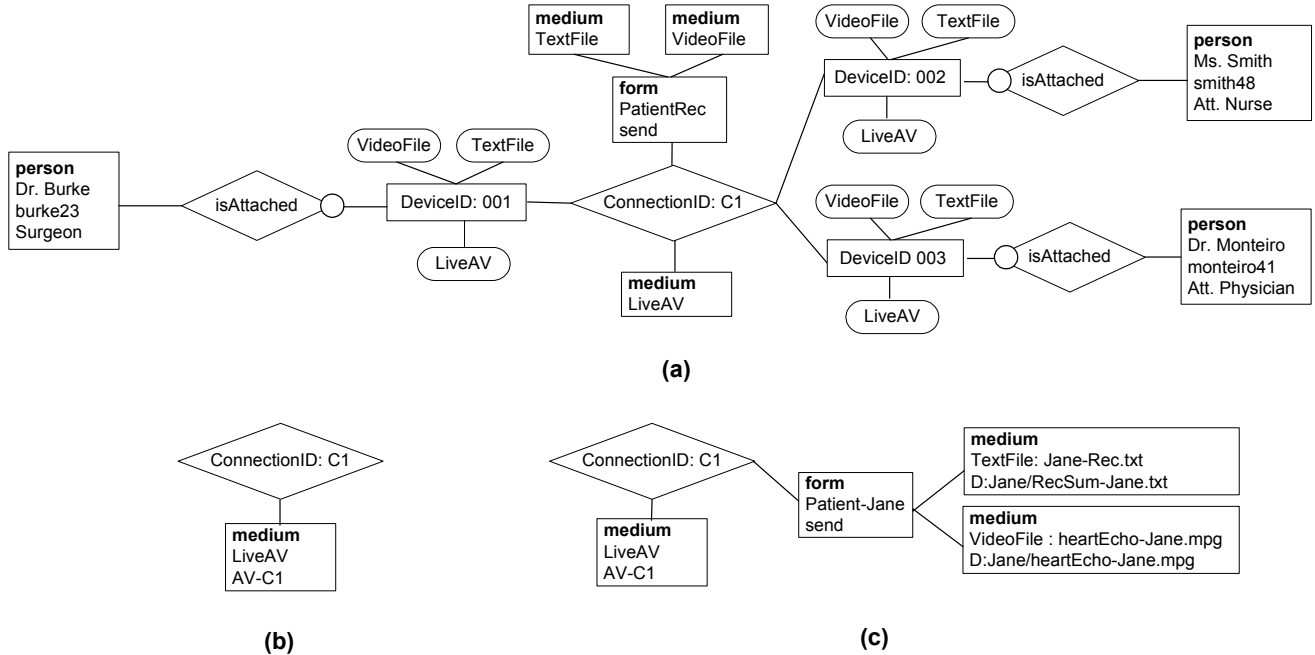 medium
TextFile
medium
VideoFile
form
PatientRec
send
VideoFile
TextFile
person
Dr. Burke
burke23
Surgeon
isAttached
DeviceID: 001
LiveAV
ConnectionID: C1
medium
LiveAV
VideoFile
TextFile
DeviceID: 002
LiveAV
isAttached
person
Ms. Smith
smith48
Att. Nurse
VideoFile
TextFile
DeviceID 003
LiveAV
isAttached
person
Dr. Monteiro
monteiro41
Att. Physician
(a)
ConnectionID: C1
medium
LiveAV
AV-C1
(b)
ConnectionID: C1
medium
LiveAV
AV-C1
form
Patient-Jane
send
medium
TextFile: Jane-Rec.txt
D:Jane/RecSum-Jane.txt
medium
VideoFile : heartEcho-Jane.mpg
D:Jane/heartEcho-Jane.mpg
(c)